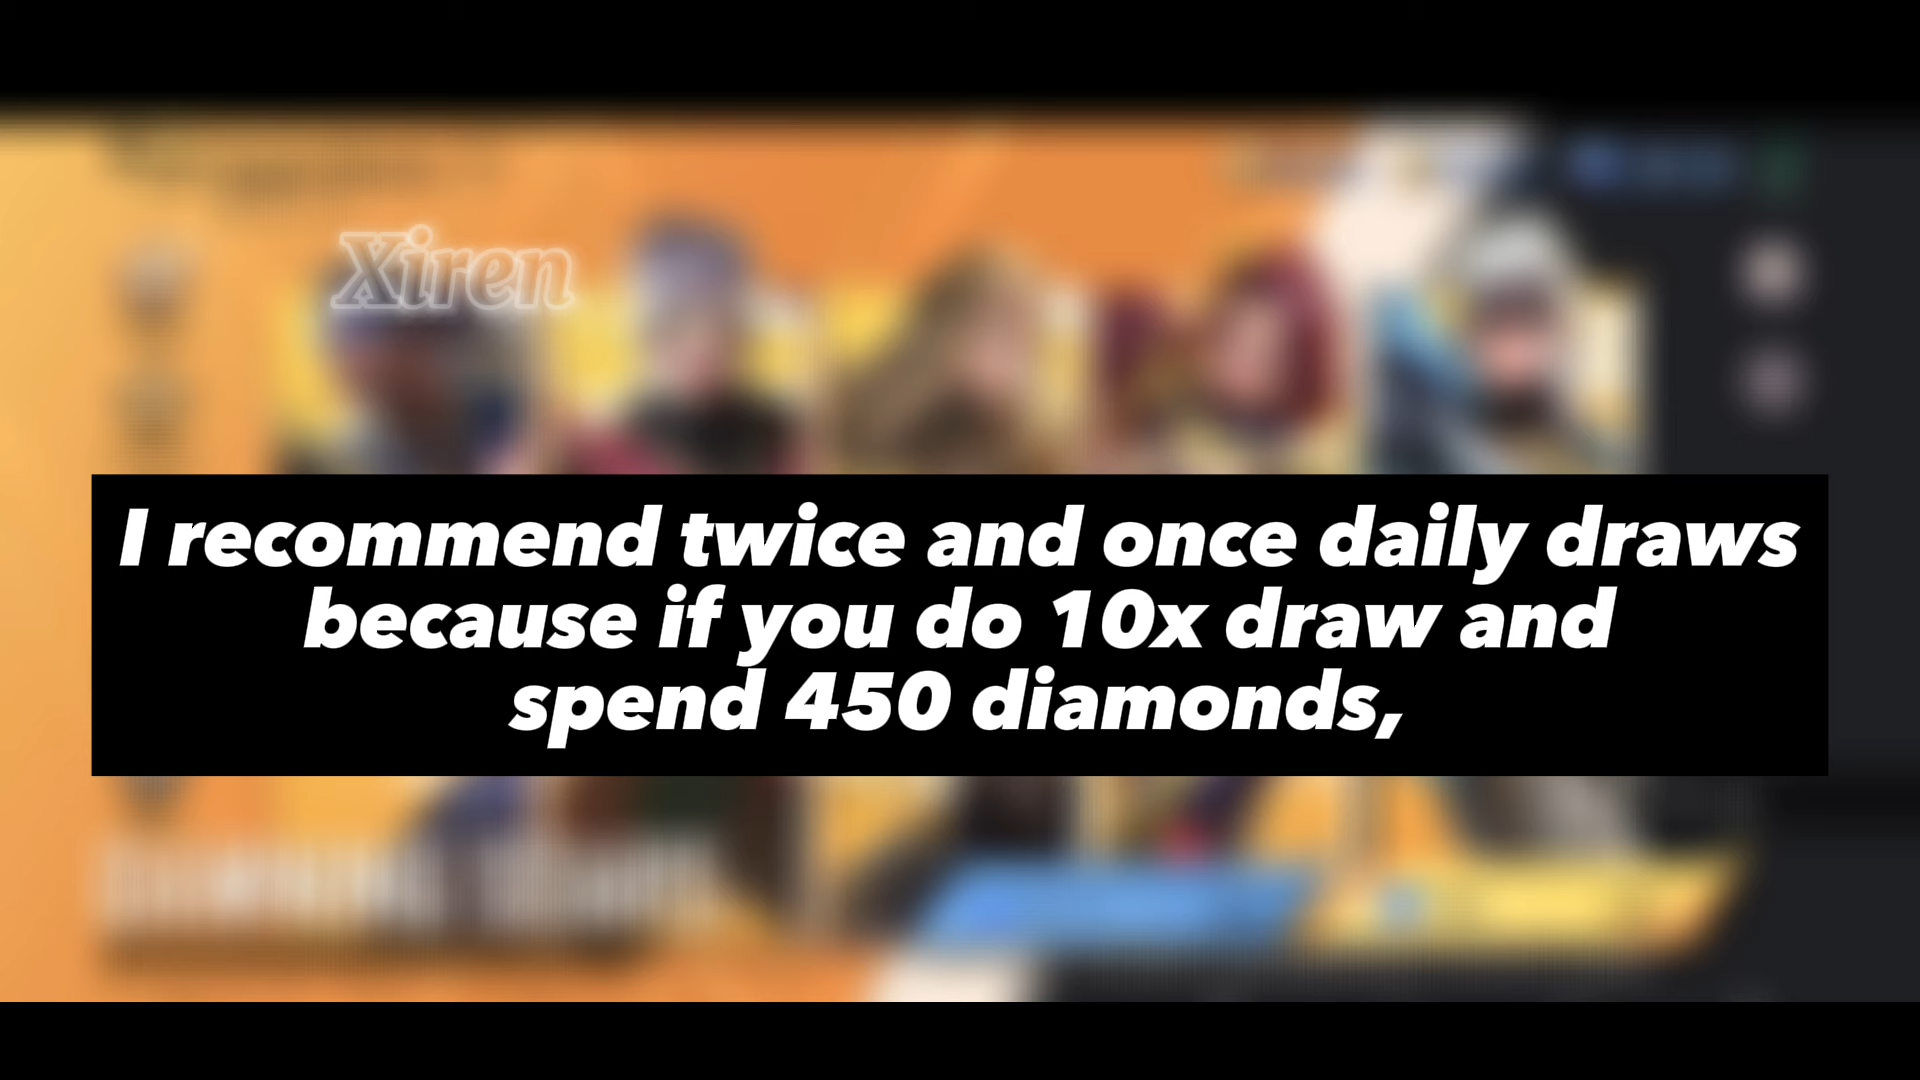 Xiren
I recommend twice and once daily draws
because if you do 10x draw and
spend 450 diamonds,